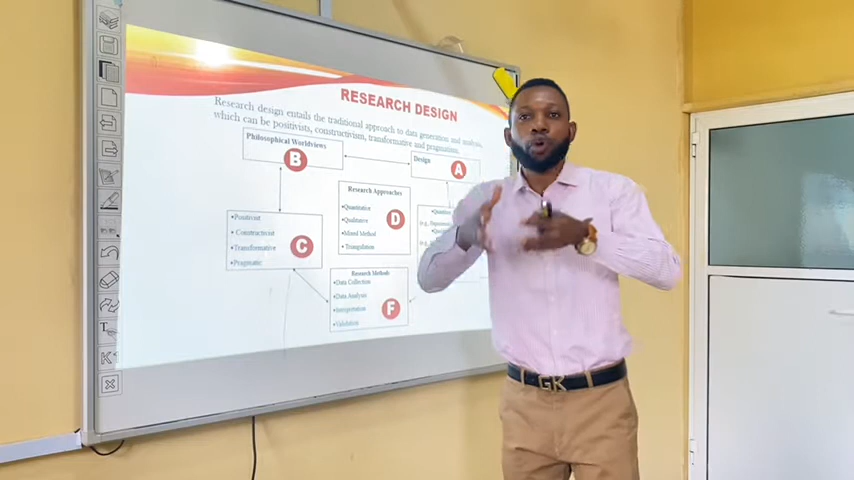 RESEARCH DESIGN
Research design entails the traditional approach to data generation and analysis,
which can be positivists, constructivism, transformative and pragmatism.
Philosophical Worldviews
B
Design
A
Research Approaches
•Quantitative
•Qualitative
•Mixed Method
•Triangulation
D
•Positivist
• Constructivist
•Transformative
•Pragmatic
C
Research Methods
•Data Collection
•Data Analysis
•Interpretation
•Validation
F
T
K
GK